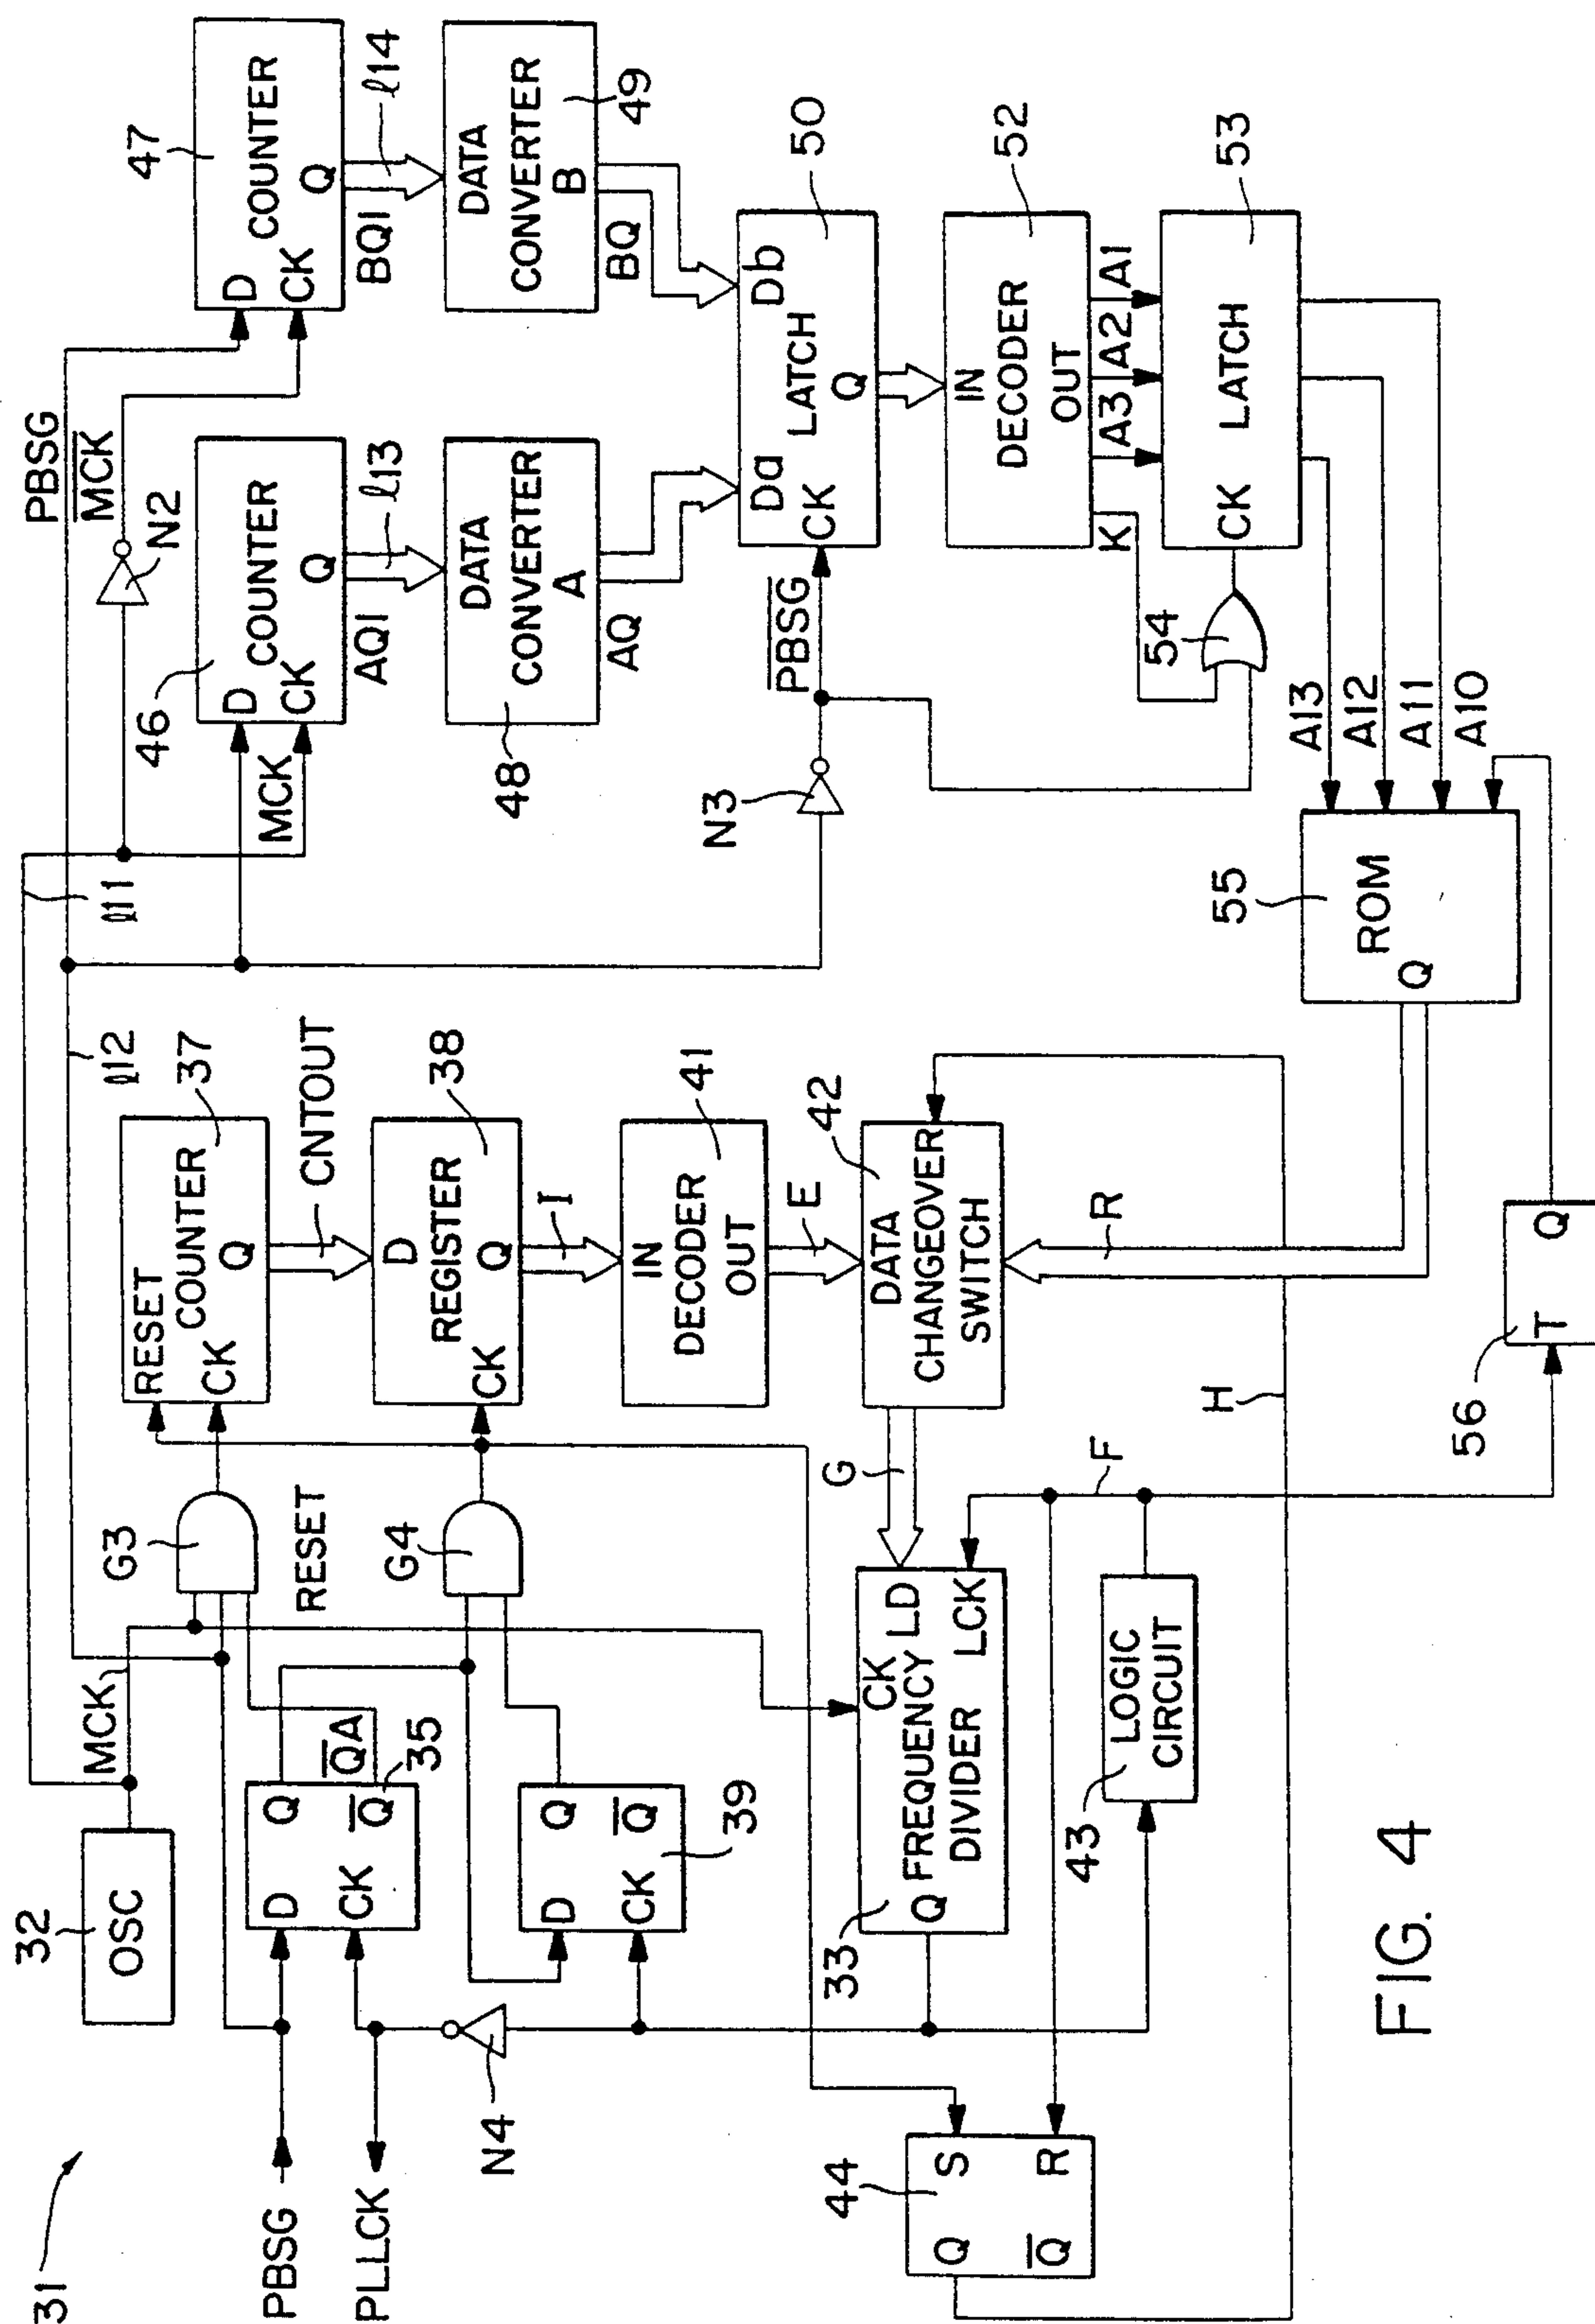 31
32
OSC
MCK
l11
l12
PBSG
MCK
N2
47
D
COUNTER
CK
Q
BQ1
l14
46
D
COUNTER
CK
Q
MCK
AQ1
l13
DATA
CONVERTER
B
49
BQ
DATA
CONVERTER
A
48
AQ
PBSG
PLLCK
N4
D
Q
CK
Q
35
QA
G3
RESET
G4
D
Q
CK
Q
39
RESET
COUNTER
CK
Q
37
CNTOUT
D
REGISTER
CK
Q
38
I
IN
DECODER
OUT
41
E
42
DATA
CHANGEOVER
SWITCH
G
R
H
F
CK
LD
FREQUENCY
DIVIDER
LCK
Q
33
LOGIC
CIRCUIT
43
44
S
Q
R
Q
N3
PBSG
Da
Db
CK
LATCH
Q
50
IN
DECODER
OUT
52
K
A3
A2
A1
CK
LATCH
53
54
A13
A12
A11
A10
55
ROM
Q
56
T
Q
FIG. 4